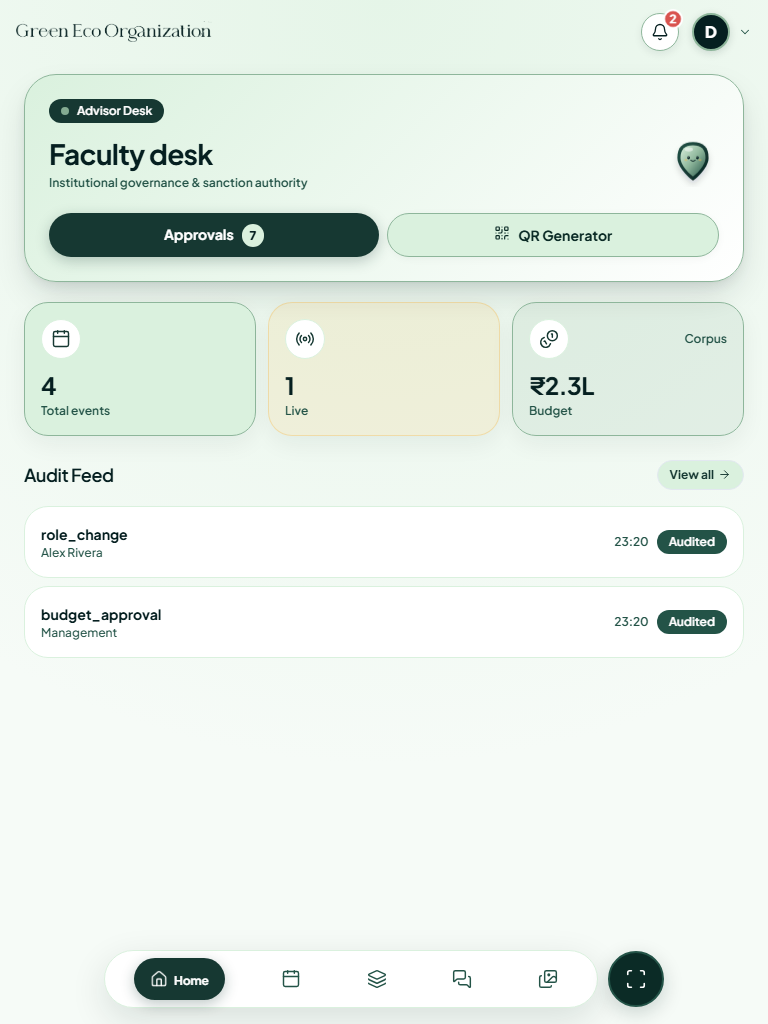 Green Eco Organization
2
D
Advisor Desk
Faculty desk
Institutional governance & sanction authority
Approvals 7
QR Generator
4
Total events
1
Live
Corpus
₹2.3L
Budget
Audit Feed
View all →
role_change
Alex Rivera
23:20 Audited
budget_approval
Management
23:20 Audited
Home